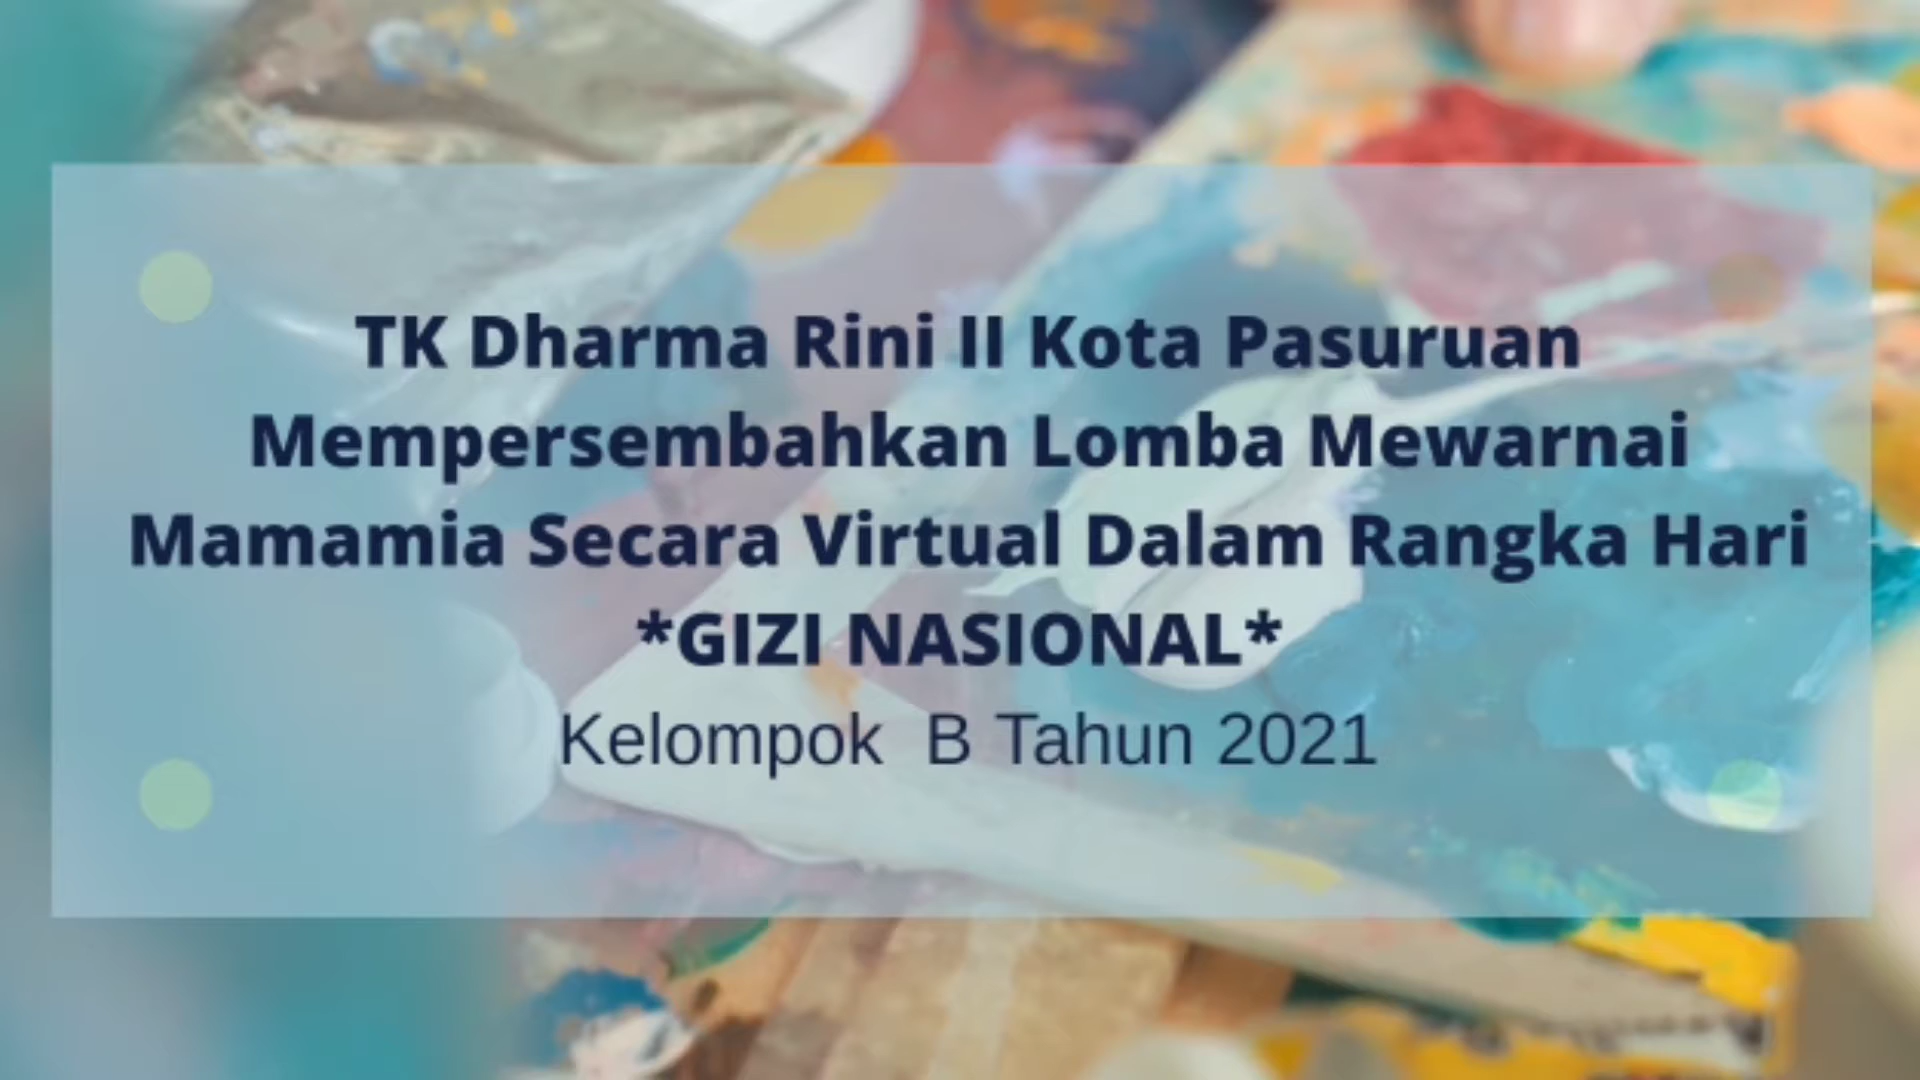 TK Dharma Rini II Kota Pasuruan
Mempersembahkan Lomba Mewarnai
Mamamia Secara Virtual Dalam Rangka Hari
*GIZI NASIONAL*
Kelompok  B Tahun 2021